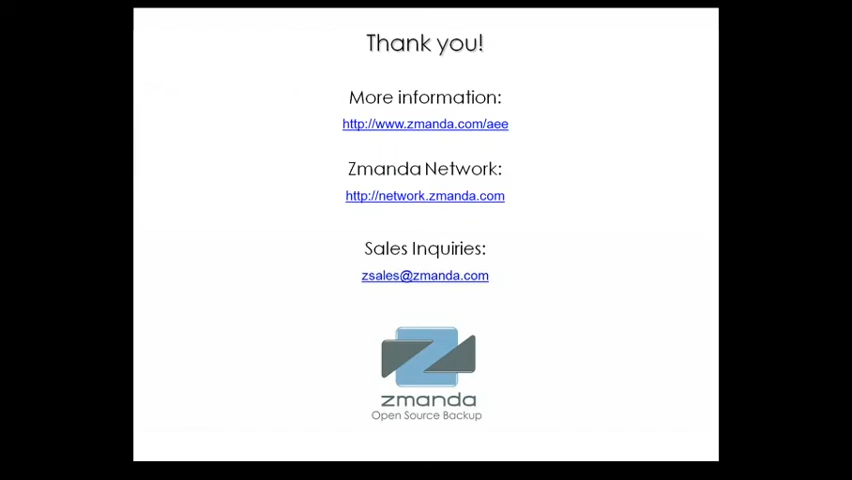 Thank you!
More information:
http://www.zmanda.com/aee
Zmanda Network:
http://network.zmanda.com
Sales Inquiries:
zsales@zmanda.com
zmanda
Open Source Backup